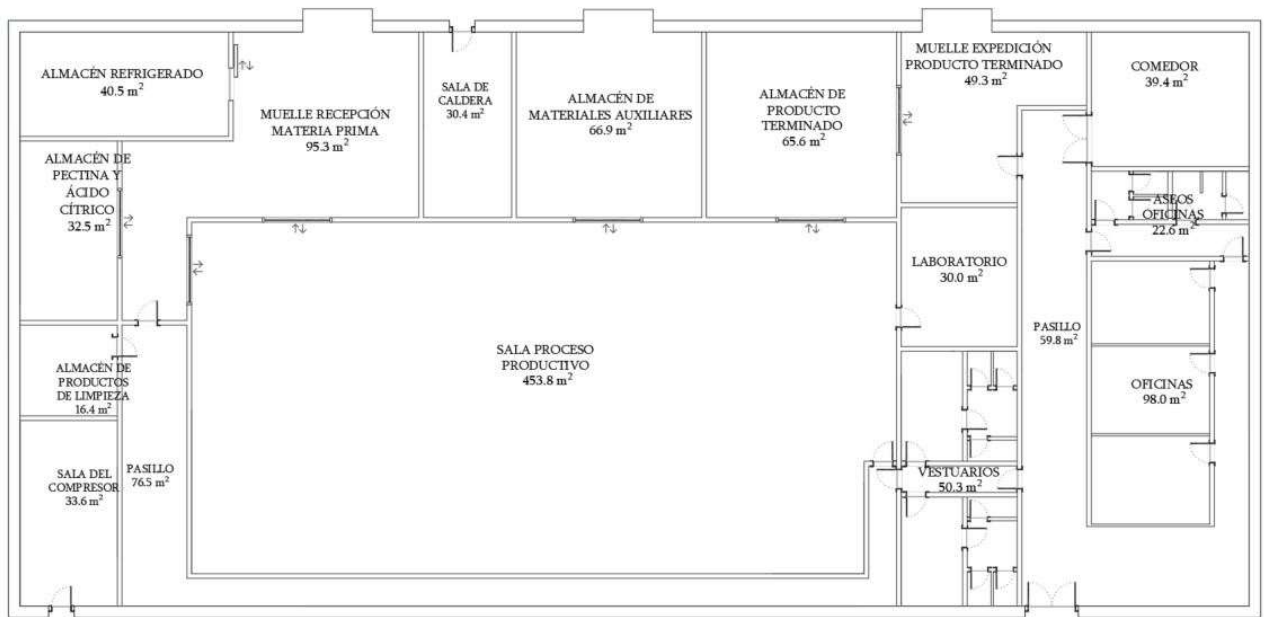 ALMACÉN REFRIGERADO
40.5 m²
MUELLE RECEPCIÓN
MATERIA PRIMA
95.3 m²
SALA DE
CALDERA
30.4 m²
ALMACÉN DE
MATERIALES AUXILIARES
66.9 m²
ALMACÉN DE
PRODUCTO
TERMINADO
65.6 m²
MUELLE EXPEDICIÓN
PRODUCTO TERMINADO
49.3 m²
COMEDOR
39.4 m²
ALMACÉN DE
PECTINA Y
ÁCIDO
CÍTRICO
32.5 m²
ASEOS
OFICINAS
22.6 m²
LABORATORIO
30.0 m²
PASILLO
59.8 m²
SALA PROCESO
PRODUCTIVO
453.8 m²
ALMACÉN DE
PRODUCTOS
DE LIMPIEZA
16.4 m²
OFICINAS
98.0 m²
SALA DEL
COMPRESOR
33.6 m²
PASILLO
76.5 m²
VESTUARIOS
50.3 m²